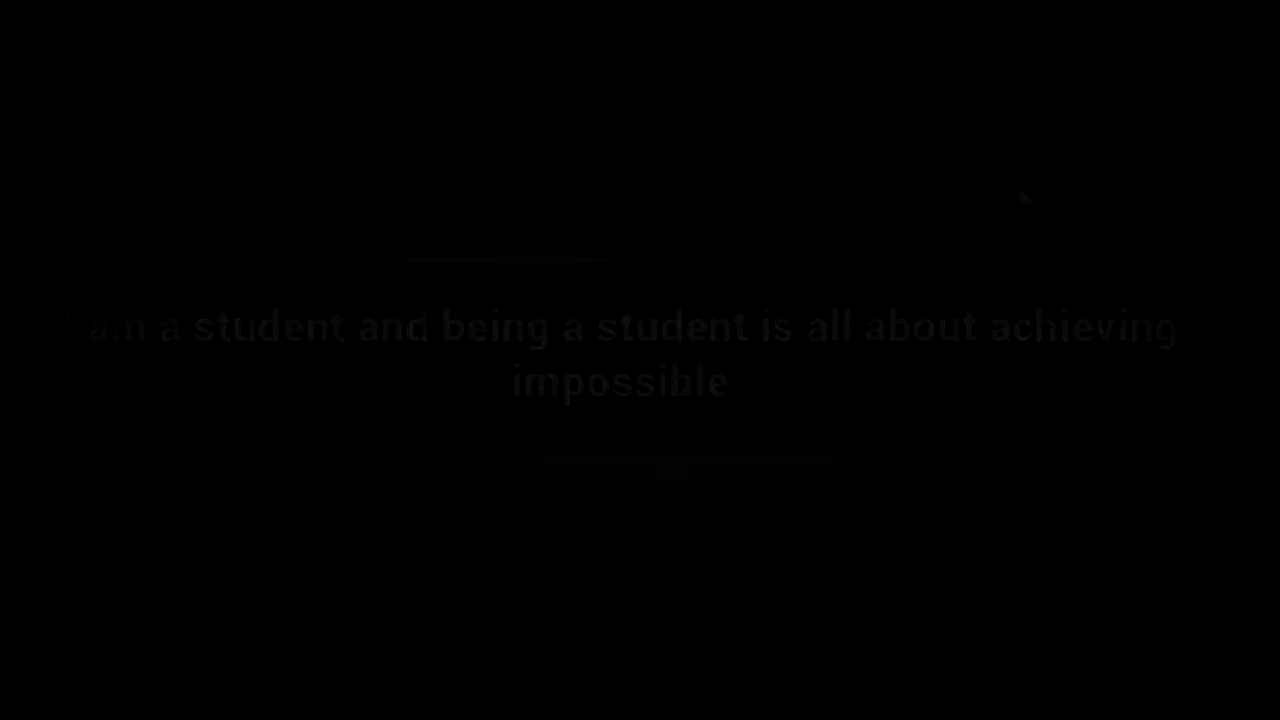 I am a student and being a student is all about achieving
impossible